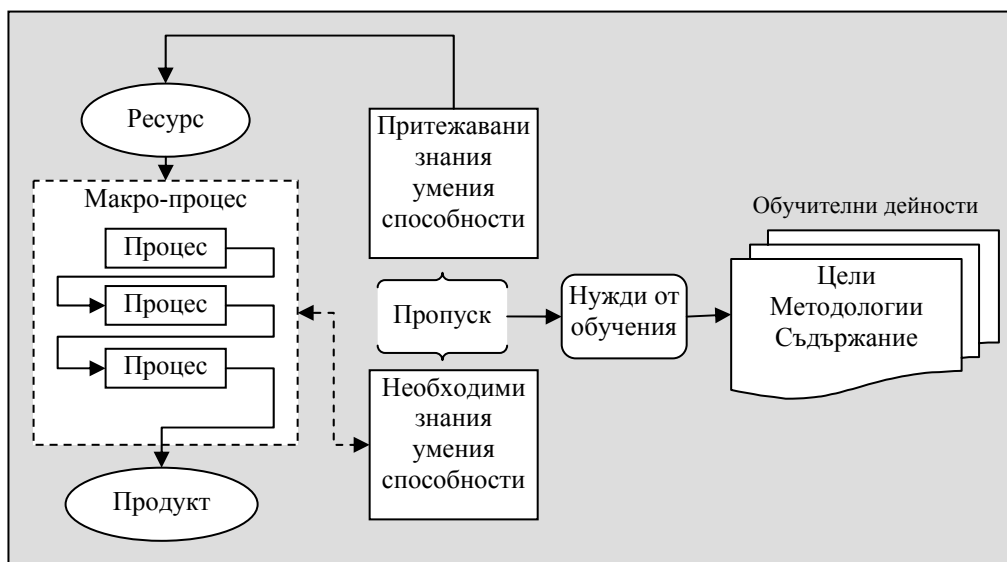 Ресурс
Макро-процес
Процес
Процес
Процес
Продукт
Притежавани
знания
умения
способности
Пропуск
Необходими
знания
умения
способности
Нужди от
обучения
Обучителни дейности
Цели
Методологии
Съдържание